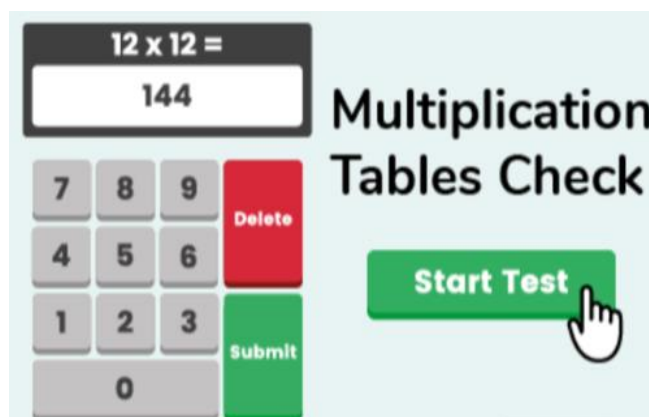 12 x 12 =
144
7 8 9
Delete
4 5 6
1 2 3
Submit
0
Multiplication
Tables Check
Start Test